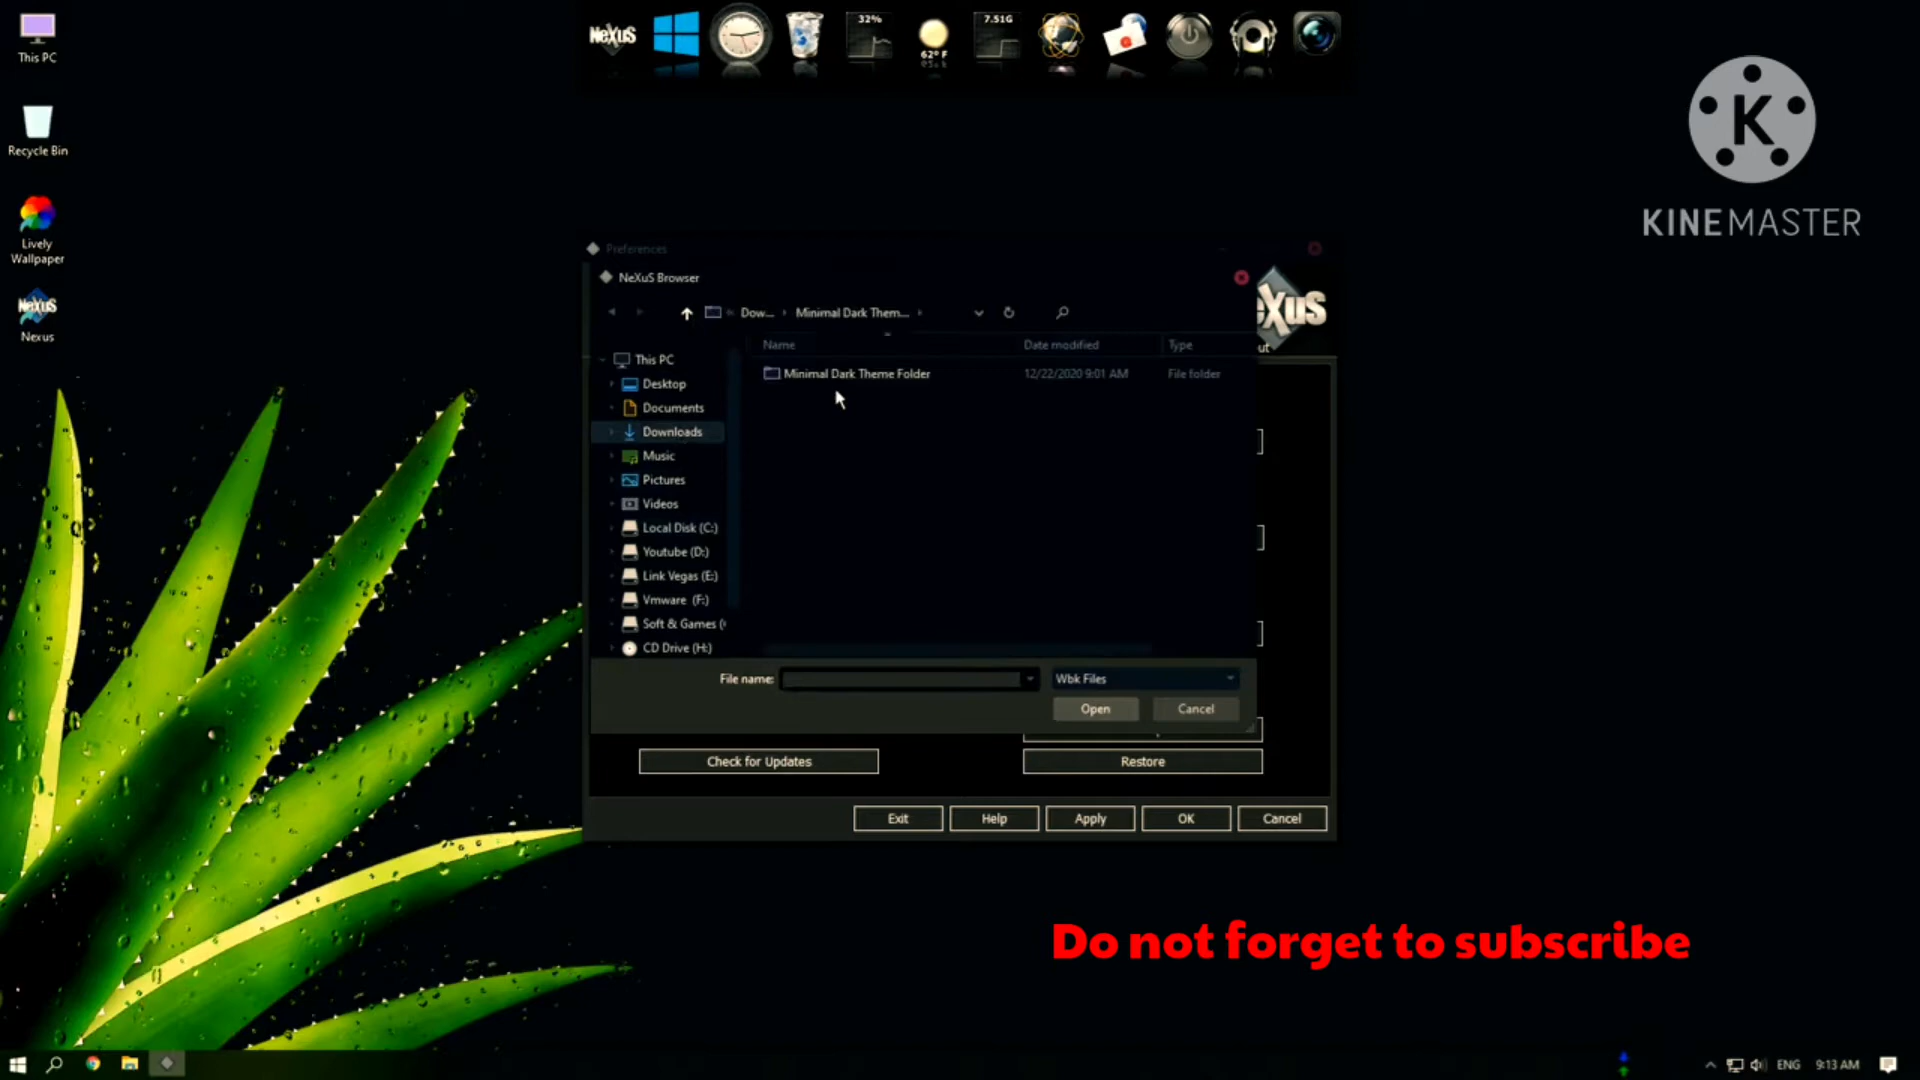 This PC
Recycle Bin
Lively
Wallpaper
NeXuS
Nexus
NeXuS
32%
62° F
7.51G
K
KINEMASTER
Preferences
NeXuS Browser
Dow...
Minimal Dark Them...
Name
Date modified
Type
Minimal Dark Theme Folder
12/22/2020 9:01 AM
File folder
This PC
Desktop
Documents
Downloads
Music
Pictures
Videos
Local Disk (C:)
Youtube (D:)
Link Vegas (E:)
Vmware (F:)
Soft & Games (
CD Drive (H:)
XuS
ut
File name:
Wbk Files
Open
Cancel
Check for Updates
Restore
Exit
Help
Apply
OK
Cancel
Do not forget to subscribe
ENG
9:13 AM